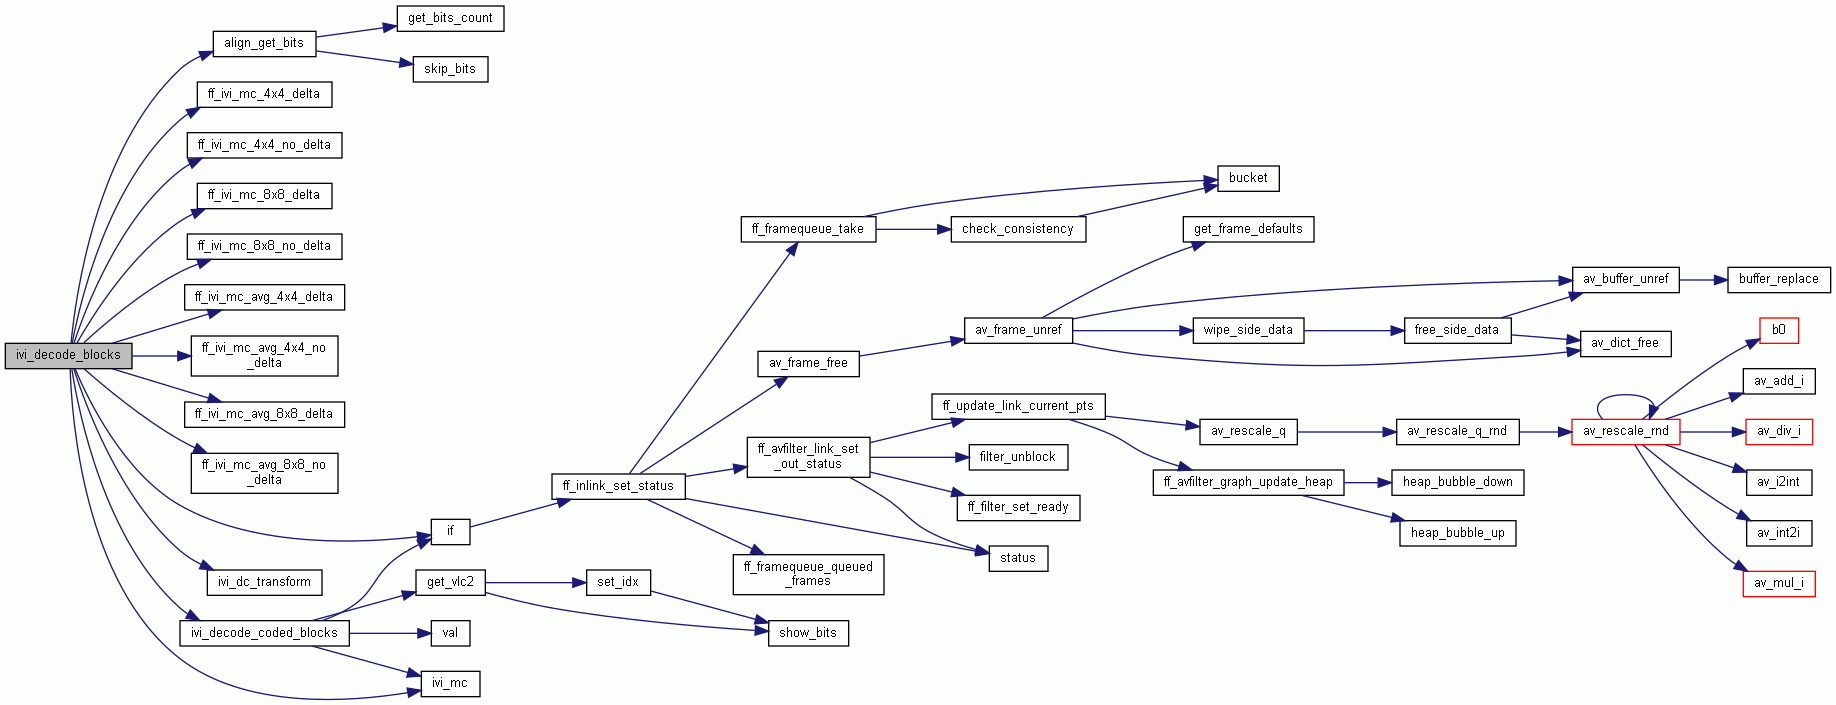 get_bits_count
align_get_bits
skip_bits
ff_ivi_mc_4x4_delta
ff_ivi_mc_4x4_no_delta
ff_ivi_mc_8x8_delta
ff_ivi_mc_8x8_no_delta
ff_ivi_mc_avg_4x4_delta
ivi_decode_blocks
ff_ivi_mc_avg_4x4_no
_delta
ff_ivi_mc_avg_8x8_delta
ff_ivi_mc_avg_8x8_no
_delta
if
ivi_dc_transform
ivi_decode_coded_blocks
get_vlc2
val
ivi_mc
set_idx
show_bits
ff_inlink_set_status
ff_framequeue_take
av_frame_free
ff_avfilter_link_set
_out_status
ff_framequeue_queued
_frames
bucket
check_consistency
get_frame_defaults
av_frame_unref
wipe_side_data
free_side_data
av_buffer_unref
buffer_replace
av_dict_free
ff_update_link_current_pts
filter_unblock
ff_filter_set_ready
status
av_rescale_q
av_rescale_q_rnd
av_rescale_rnd
ff_avfilter_graph_update_heap
heap_bubble_down
heap_bubble_up
b0
av_add_i
av_div_i
av_i2int
av_int2i
av_mul_i